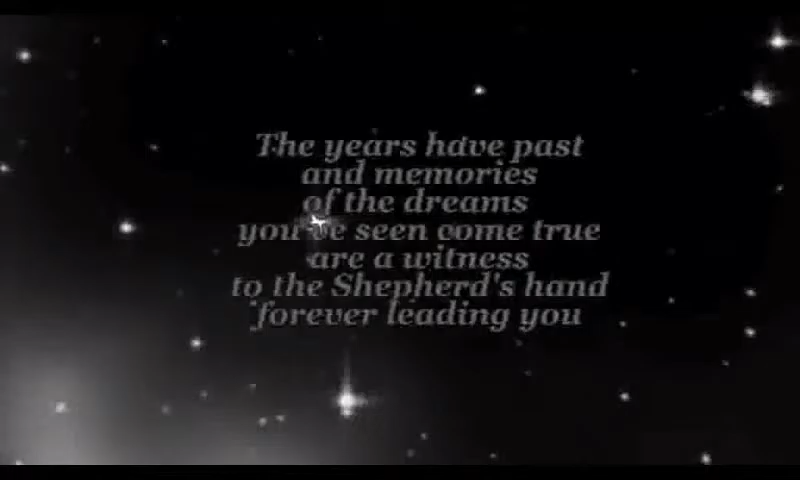 The years have past
and memories
of the dreams
you've seen come true
are a witness
to the Shepherd's hand
forever leading you